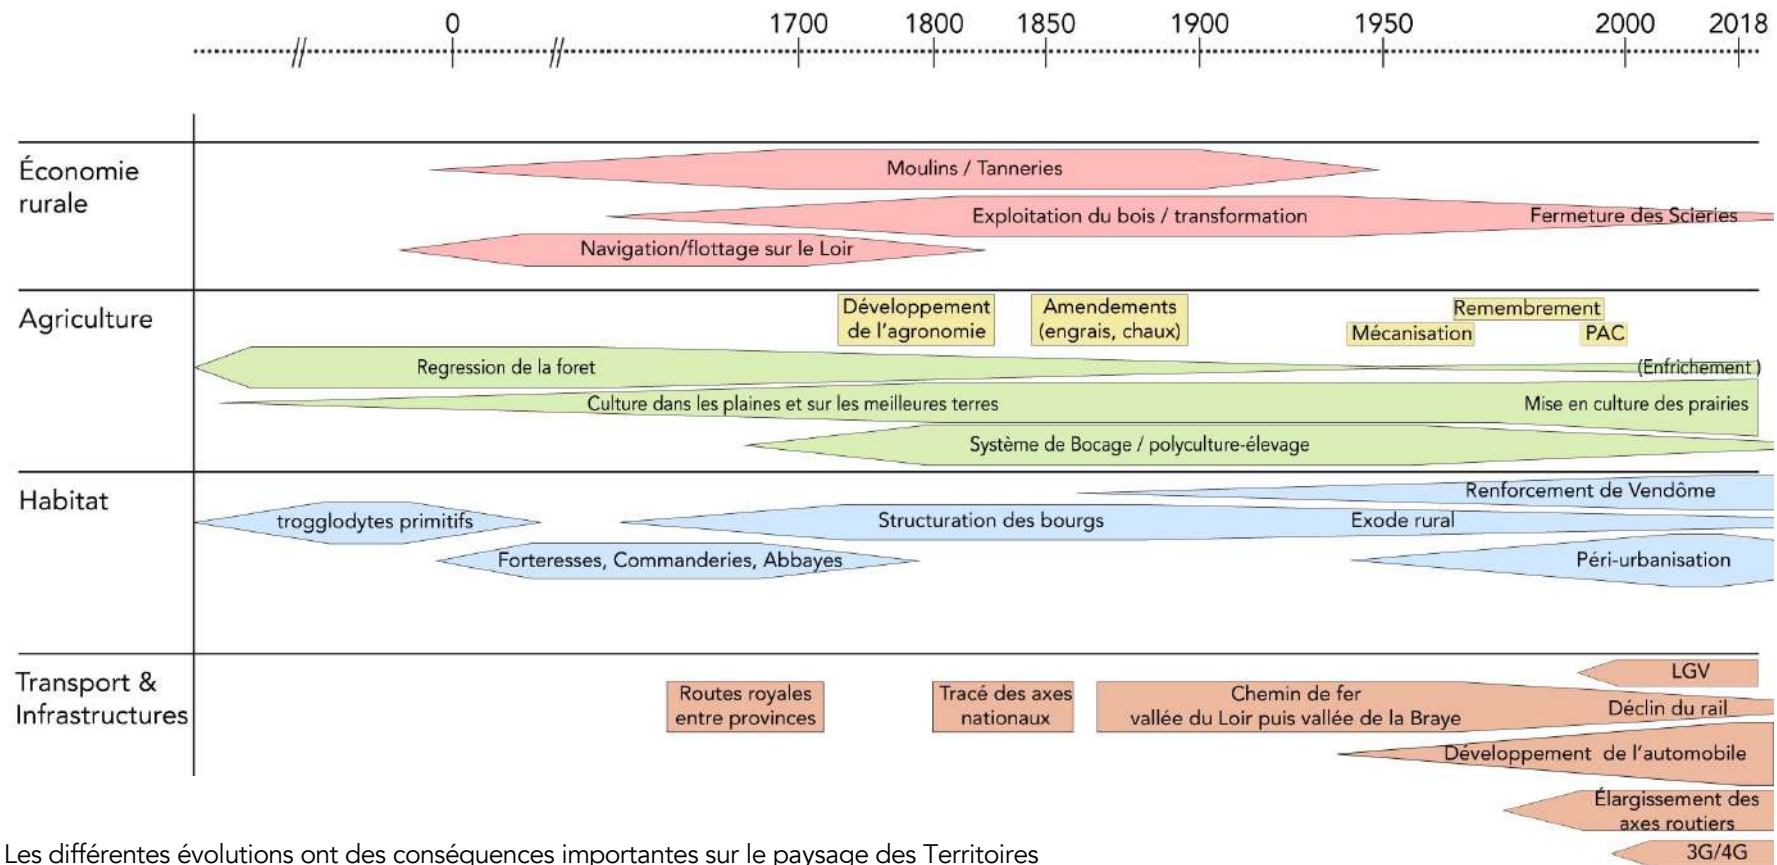 0 1700 1800 1850 1900 1950 2000 2018
Économie
rurale
Moulins / Tanneries
Exploitation du bois / transformation Fermeture des Scieries
Navigation/flottage sur le Loir
Agriculture
Développement
de l'agronomie
Amendements
(engrais, chaux)
Remembrement
Mécanisation
PAC
Regression de la foret (Enfrichement )
Culture dans les plaines et sur les meilleures terres Mise en culture des prairies
Système de Bocage / polyculture-élevage
Habitat
Renforcement de Vendôme
trogglodytes primitifs Structuration des bourgs Exode rural
Forteresses, Commanderies, Abbayes Péri-urbanisation
Transport &
Infrastructures
LGV
Routes royales
entre provinces
Tracé des axes
nationaux
Chemin de fer
vallée du Loir puis vallée de la Braye
Déclin du rail
Développement de l'automobile
Élargissement des
axes routiers
3G/4G
Les différentes évolutions ont des conséquences importantes sur le paysage des Territoires